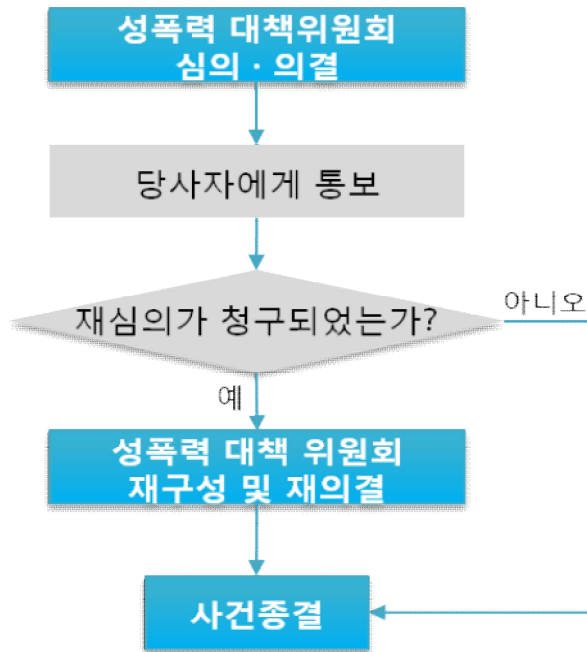 성폭력 대책위원회
심의 · 의결
당사자에게 통보
재심의가 청구되었는가?
아니오
예
성폭력 대책 위원회
재구성 및 재의결
사건종결